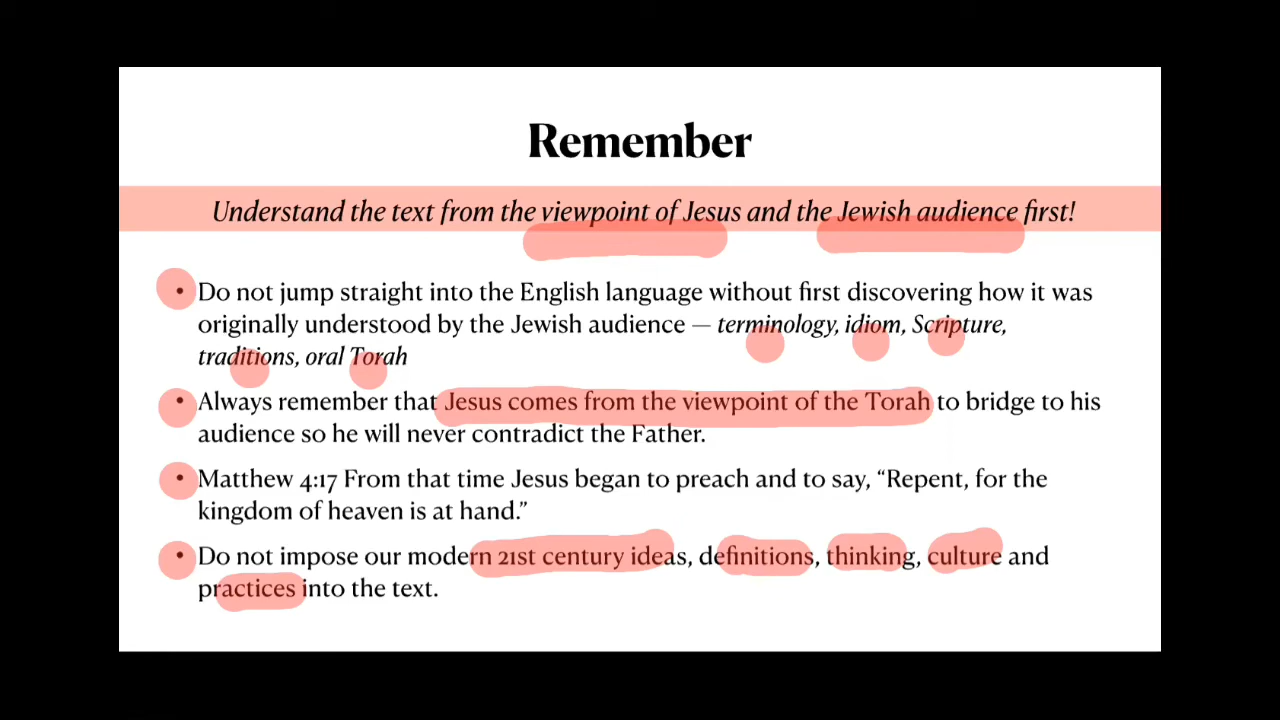 Remember
Understand the text from the viewpoint of Jesus and the Jewish audience first!
• Do not jump straight into the English language without first discovering how it was
originally understood by the Jewish audience — terminology, idiom, Scripture,
traditions, oral Torah
• Always remember that Jesus comes from the viewpoint of the Torah to bridge to his
audience so he will never contradict the Father.
• Matthew 4:17 From that time Jesus began to preach and to say, “Repent, for the
kingdom of heaven is at hand.”
• Do not impose our modern 21st century ideas, definitions, thinking, culture and
practices into the text.